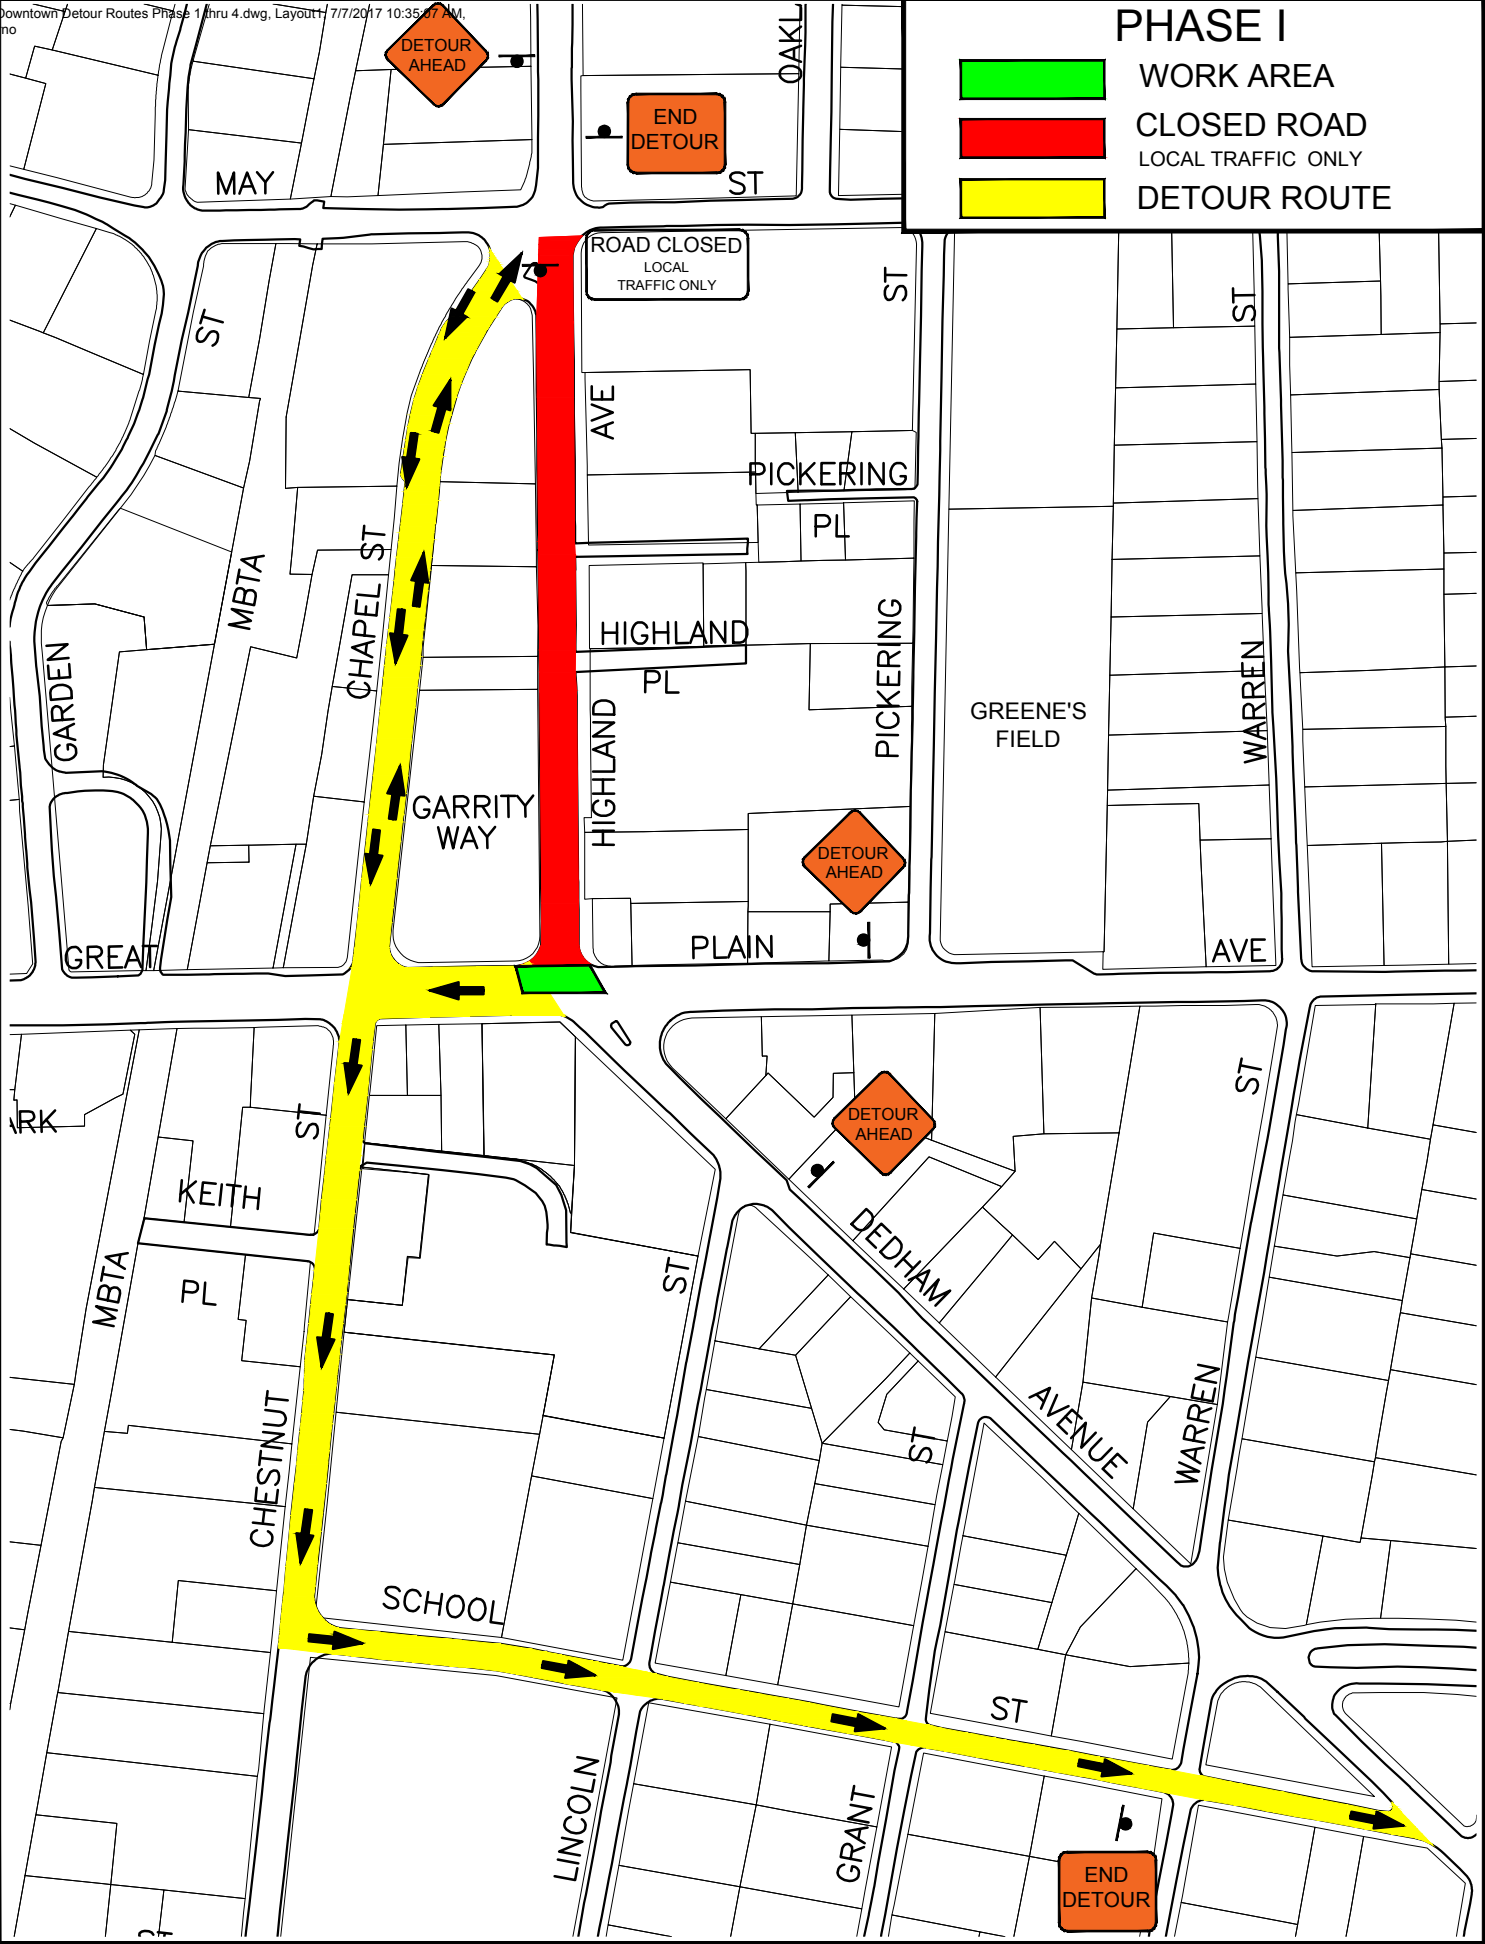 Downtown Detour Routes Phase 1 thru 4.dwg, Layout1, 7/7/2017 10:35:07 AM,
PHASE I
WORK AREA
CLOSED ROAD
LOCAL TRAFFIC ONLY
DETOUR ROUTE
DETOUR
AHEAD
END
DETOUR
MAY
ST
ROAD CLOSED
LOCAL
TRAFFIC ONLY
ST
ST
ST
AVE
PICKERING
PL
CHAPEL ST
MBTA
HIGHLAND
PL
PICKERING
GARDEN
WARREN
GREENE'S
FIELD
HIGHLAND
GARRITY
WAY
DETOUR
AHEAD
GREAT
PLAIN
AVE
ST
ST
DETOUR
AHEAD
KEITH
PL
MBTA
ST
DEDHAM
AVENUE
WARREN
ST
CHESTNUT
SCHOOL
ST
LINCOLN
GRANT
END
DETOUR